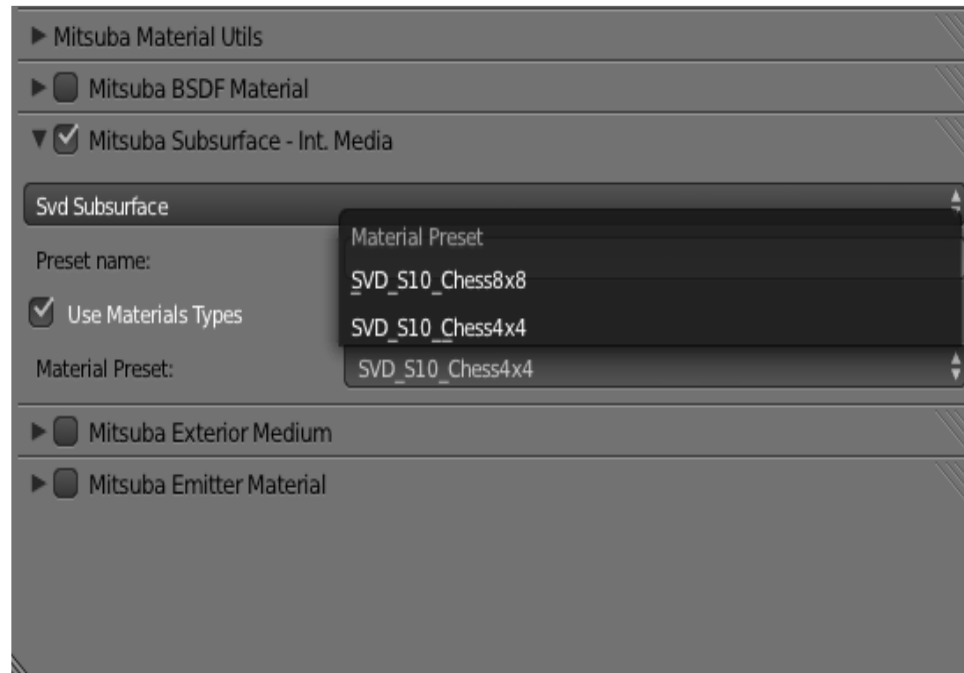 Mitsuba Material Utils
Mitsuba BSDF Material
Mitsuba Subsurface - Int. Media
Svd Subsurface
Material Preset
Preset name:
SVD_S10_Chess8x8
Use Materials Types
SVD_S10_Chess4x4
Material Preset:
SVD_S10_Chess4x4
Mitsuba Exterior Medium
Mitsuba Emitter Material